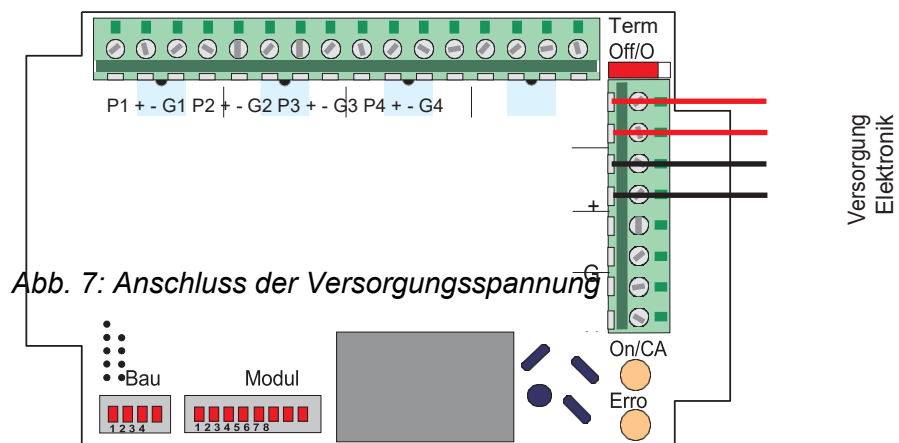 Term
Off/O
P1 + - G1 P2 + - G2 P3 + - G3 P4 + - G4
Versorgung
Elektronik
+
G
Abb. 7: Anschluss der Versorgungsspannung
On/CA
Bau
Modul
Erro
1 2 3 4
1 2 3 4 5 6 7 8